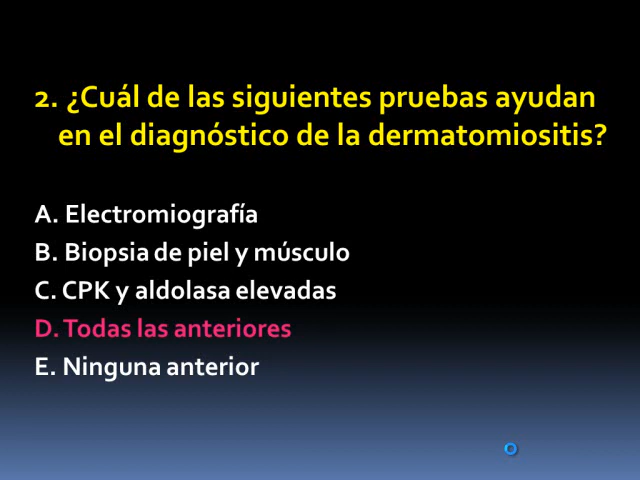 2. ¿Cuál de las siguientes pruebas ayudan
en el diagnóstico de la dermatomiositis?
A. Electromiografía
B. Biopsia de piel y músculo
C. CPK y aldolasa elevadas
D. Todas las anteriores
E. Ninguna anterior